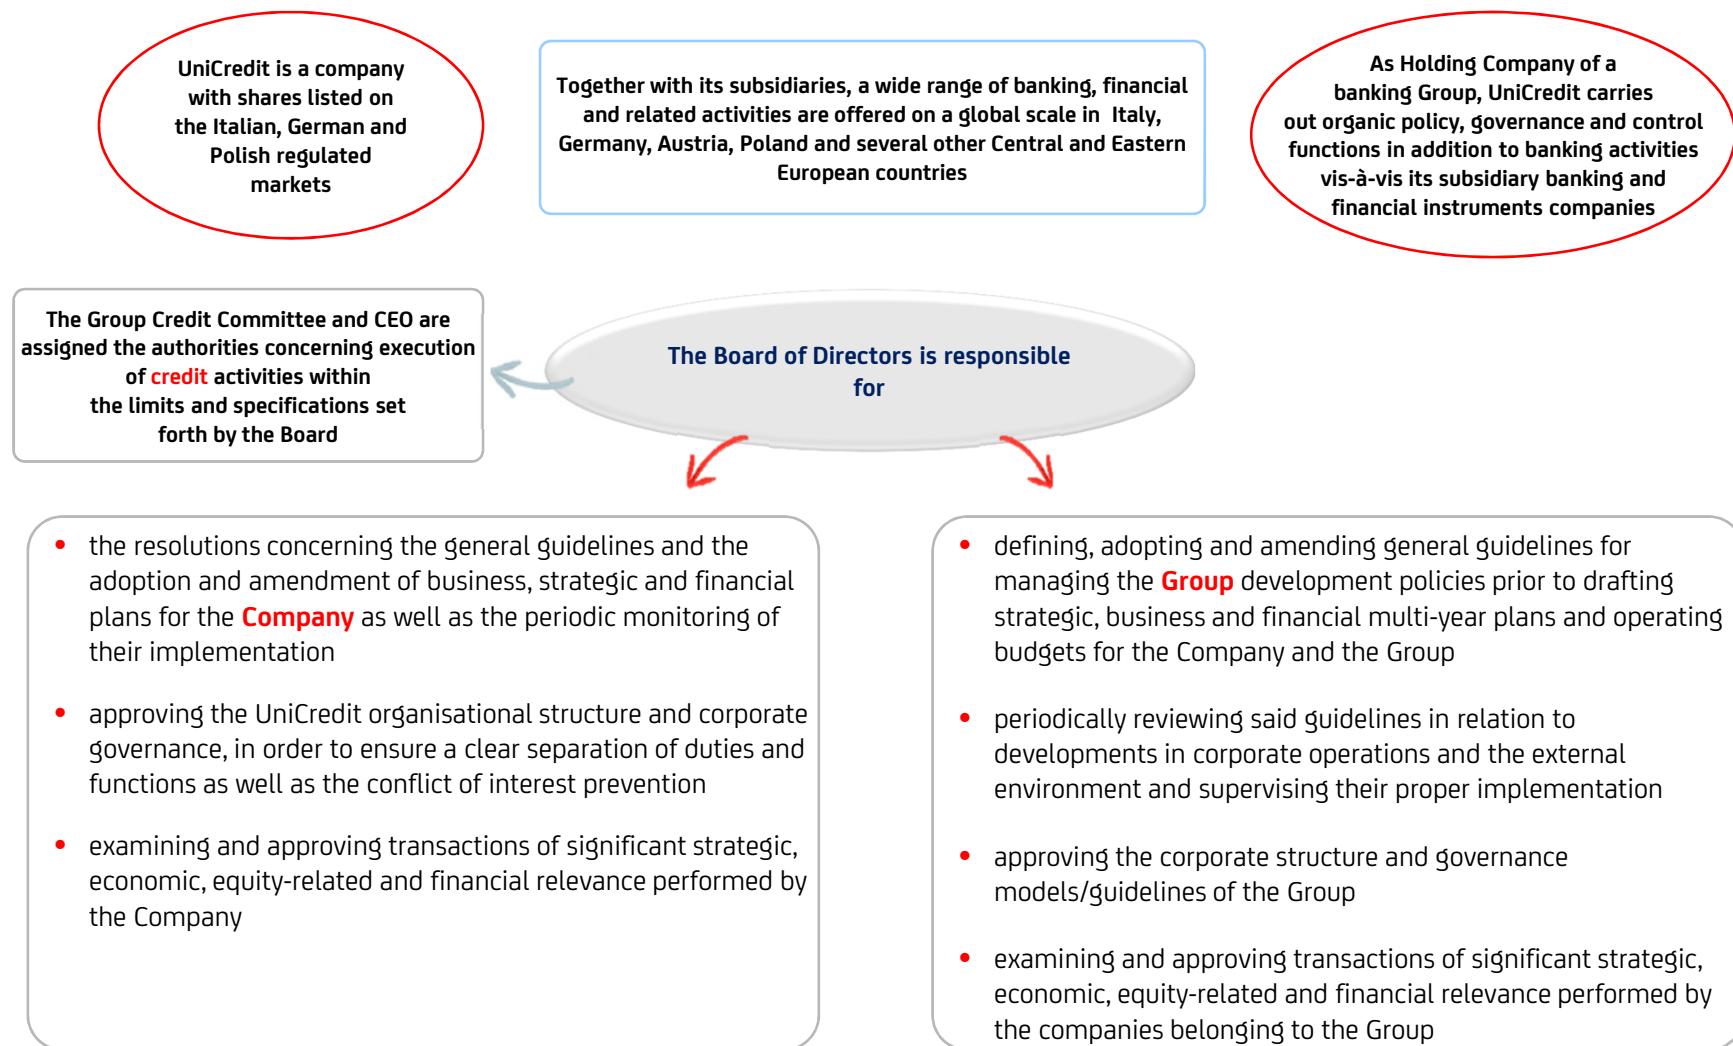 UniCredit is a company
with shares listed on
the Italian, German and
Polish regulated
markets
Together with its subsidiaries, a wide range of banking, financial
and related activities are offered on a global scale in Italy,
Germany, Austria, Poland and several other Central and Eastern
European countries
As Holding Company of a
banking Group, UniCredit carries
out organic policy, governance and control
functions in addition to banking activities
vis-à-vis its subsidiary banking and
financial instruments companies
The Group Credit Committee and CEO are
assigned the authorities concerning execution
of credit activities within
the limits and specifications set
forth by the Board
The Board of Directors is responsible
for
• the resolutions concerning the general guidelines and the
adoption and amendment of business, strategic and financial
plans for the Company as well as the periodic monitoring of
their implementation
• approving the UniCredit organisational structure and corporate
governance, in order to ensure a clear separation of duties and
functions as well as the conflict of interest prevention
• examining and approving transactions of significant strategic,
economic, equity-related and financial relevance performed by
the Company
• defining, adopting and amending general guidelines for
managing the Group development policies prior to drafting
strategic, business and financial multi-year plans and operating
budgets for the Company and the Group
• periodically reviewing said guidelines in relation to
developments in corporate operations and the external
environment and supervising their proper implementation
• approving the corporate structure and governance
models/guidelines of the Group
• examining and approving transactions of significant strategic,
economic, equity-related and financial relevance performed by
the companies belonging to the Group